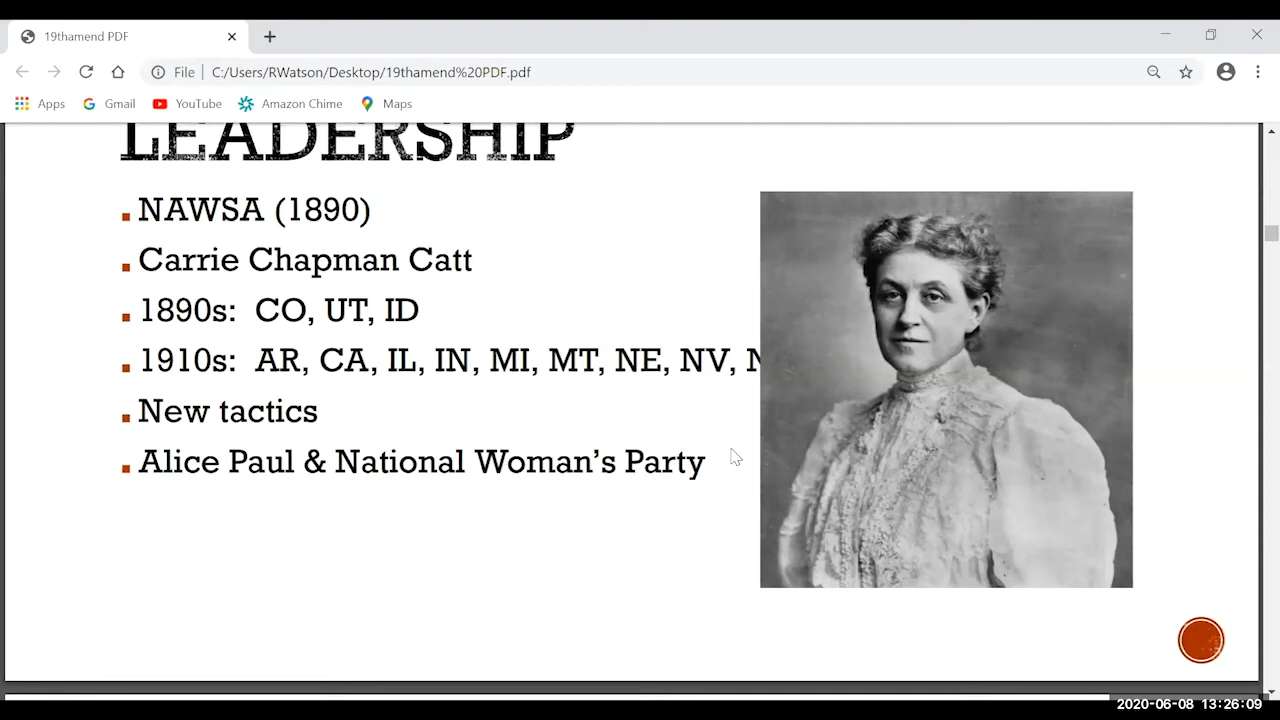 19thamend PDF
File | C:/Users/RWatson/Desktop/19thamend%20PDF.pdf
Apps Gmail YouTube Amazon Chime Maps
LEADERSHIP
NAWSA (1890)
Carrie Chapman Catt
1890s: CO, UT, ID
1910s: AR, CA, IL, IN, MI, MT, NE, NV,
New tactics
Alice Paul & National Woman's Party
2020-06-08 13:26:09